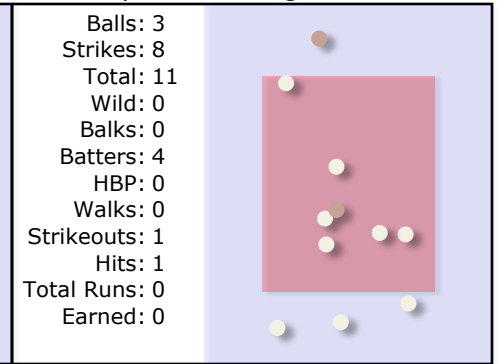 Balls: 3
Strikes: 8
Total: 11
Wild: 0
Balks: 0
Batters: 4
HBP: 0
Walks: 0
Strikeouts: 1
Hits: 1
Total Runs: 0
Earned: 0